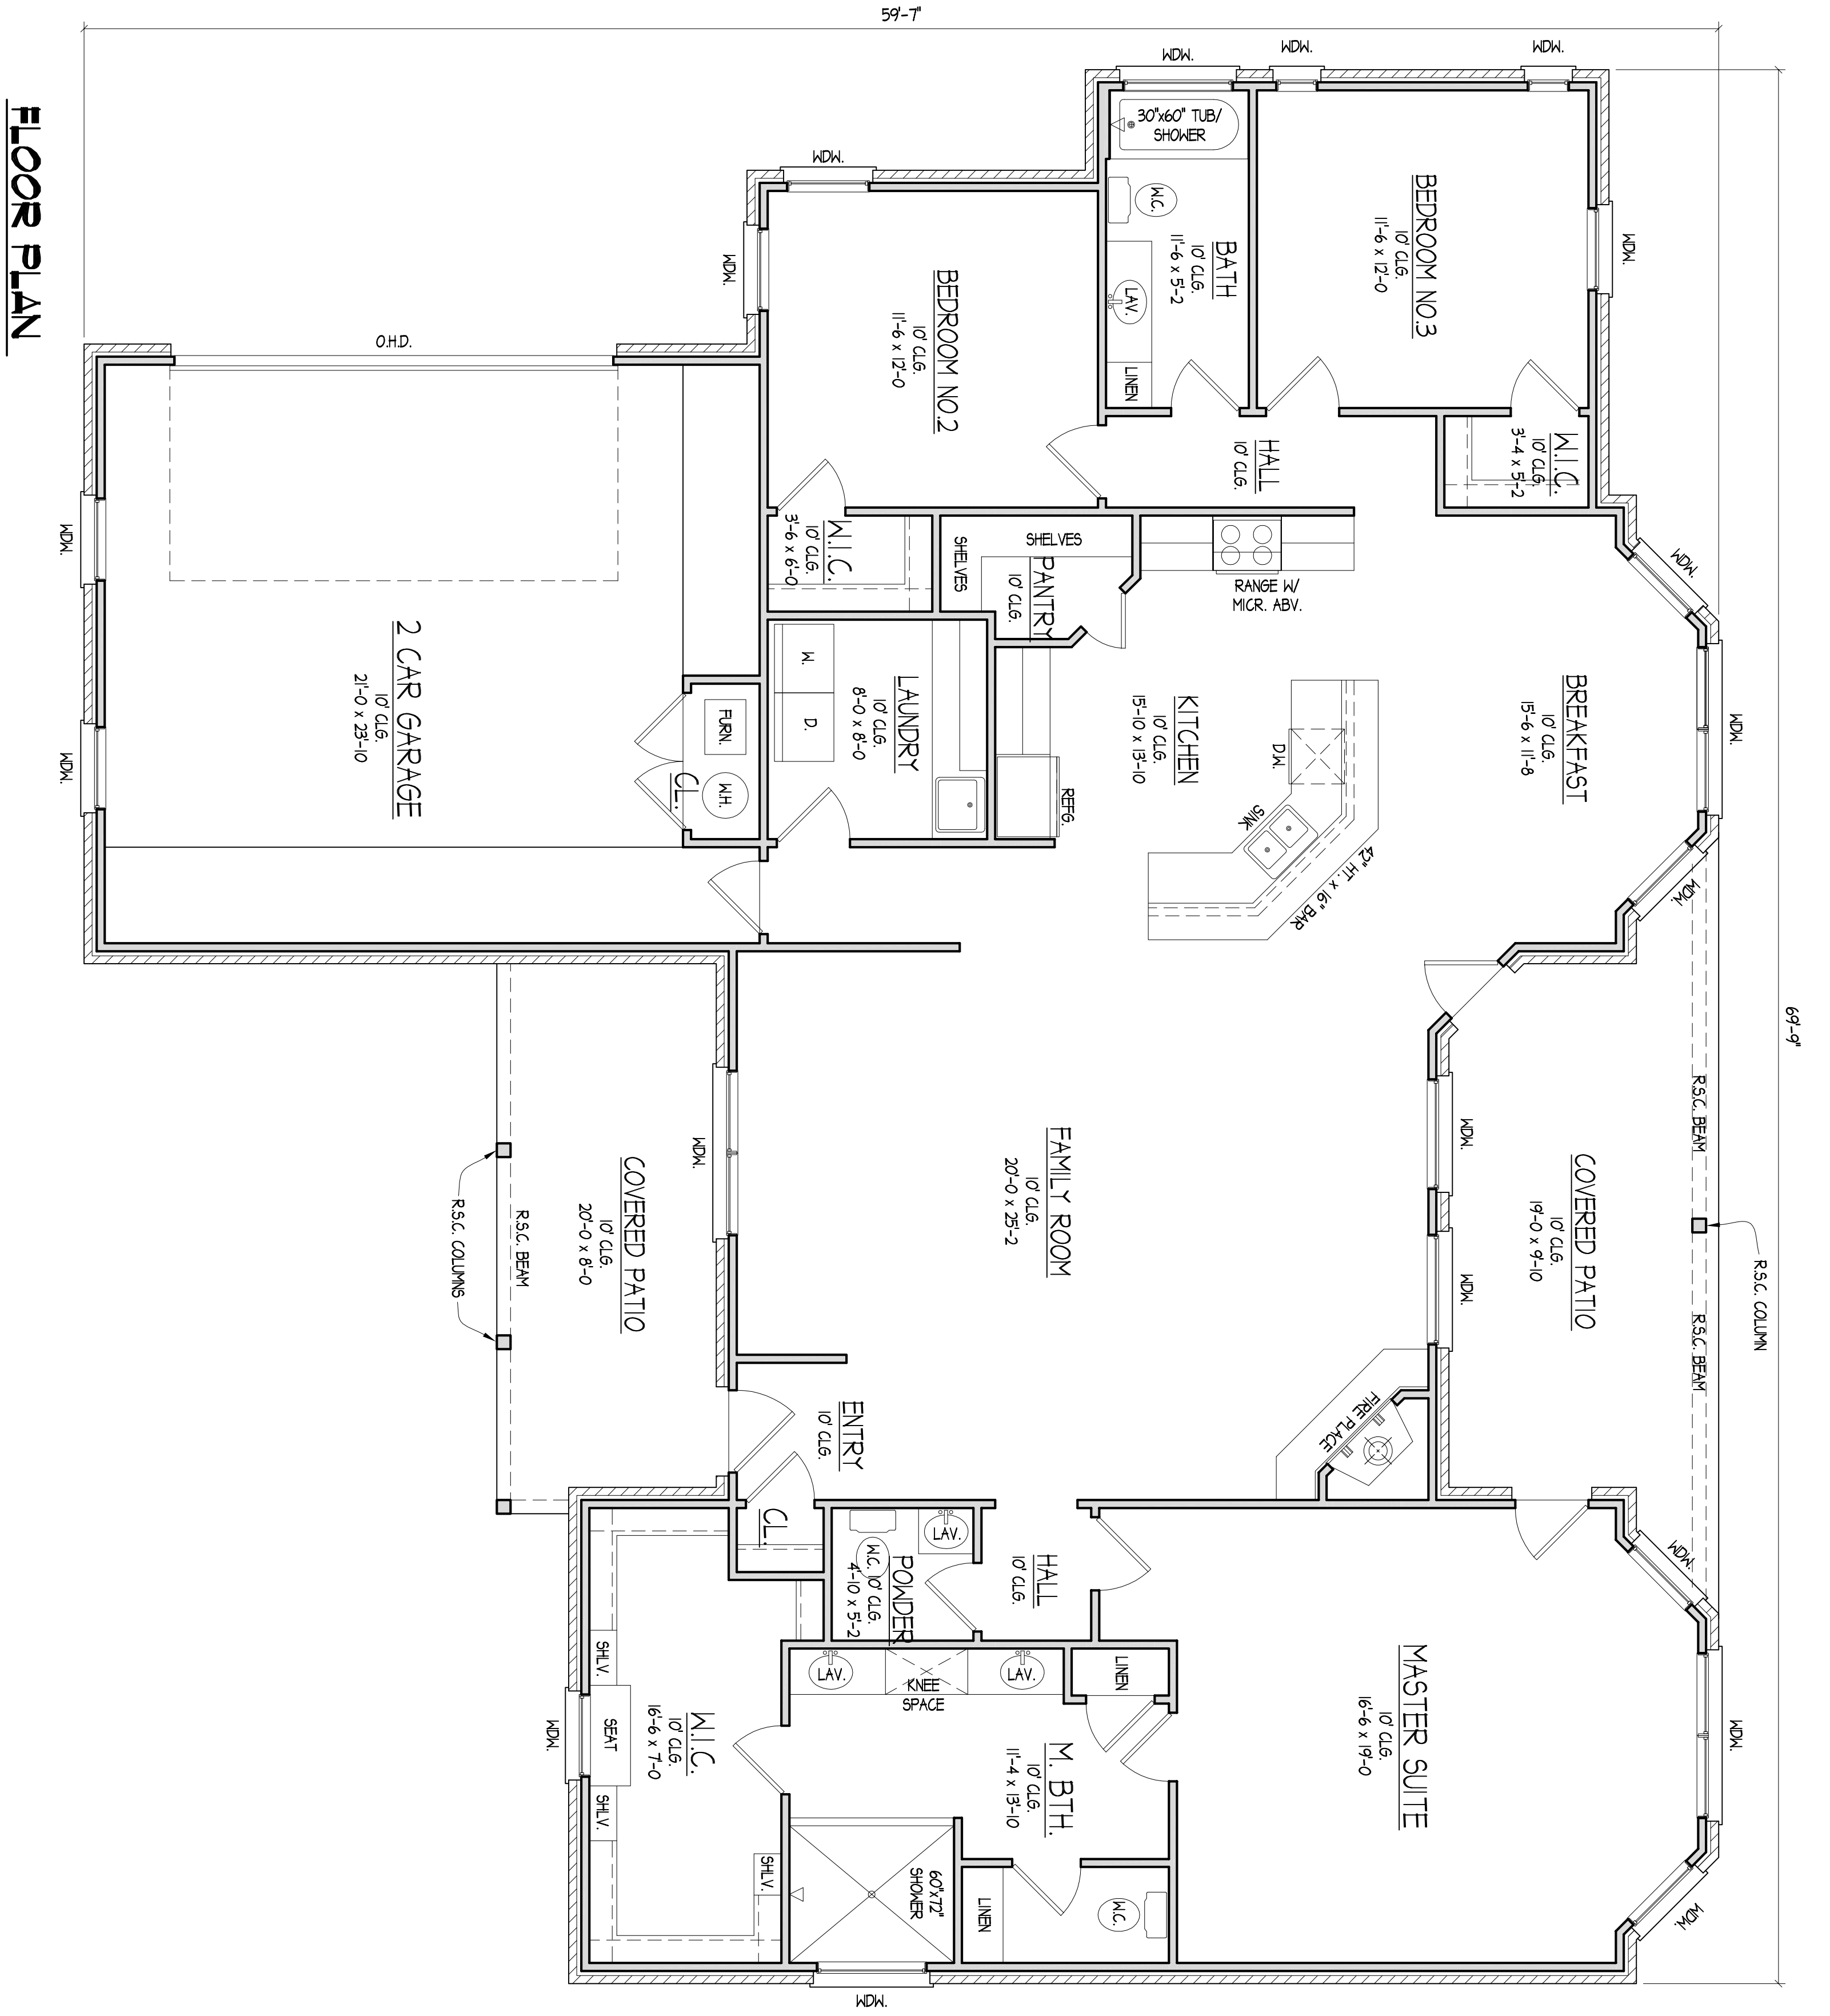 59'-7"
69'-9"
FLOOR PLAN
WDW.
WDW.
WDW.
WDW.
WDW.
WDW.
30"x60" TUB/
SHOWER
W.C.
LAV.
LINEN
BATH
10' CLG.
11'-6 x 5'-2
BEDROOM NO.3
10' CLG.
11'-6 x 12'-0
W.I.C.
10' CLG.
3'-4 x 5'-2
HALL
10' CLG.
BEDROOM NO.2
10' CLG.
11'-6 x 12'-0
W.I.C.
10' CLG.
3'-6 x 6'-0
SHELVES
SHELVES
PANTRY
10' CLG.
RANGE W/
MICR. ABV.
WDW.
WDW.
WDW.
BREAKFAST
10' CLG.
15'-6 x 11'-8
KITCHEN
10' CLG.
15'-10 x 13'-10
D.W.
SINK
42" HT. x 16" BAR
REFG.
LAUNDRY
10' CLG.
8'-0 x 8'-0
W.
D.
FURN.
W.H.
CL.
O.H.D.
2 CAR GARAGE
10' CLG.
21'-0 x 23'-10
WDW.
WDW.
COVERED PATIO
10' CLG.
19'-0 x 9'-10
R.S.C. BEAM
R.S.C. BEAM
R.S.C. COLUMN
WDW.
WDW.
FAMILY ROOM
10' CLG.
20'-0 x 25'-2
FIRE PLACE
WDW.
COVERED PATIO
10' CLG.
20'-0 x 8'-0
R.S.C. BEAM
R.S.C. COLUMNS
ENTRY
10' CLG.
CL.
LAV.
W.C.
POWDER
10' CLG.
4'-10 x 5'-2
HALL
10' CLG.
WDW.
WDW.
WDW.
MASTER SUITE
10' CLG.
16'-6 x 19'-0
LINEN
LAV.
KNEE
SPACE
LAV.
M. BTH.
10' CLG.
11'-4 x 13'-10
W.I.C.
10' CLG.
16'-6 x 7'-0
SHLV.
SEAT
SHLV.
SHLV.
WDW.
60"x72"
SHOWER
LINEN
W.C.
WDW.